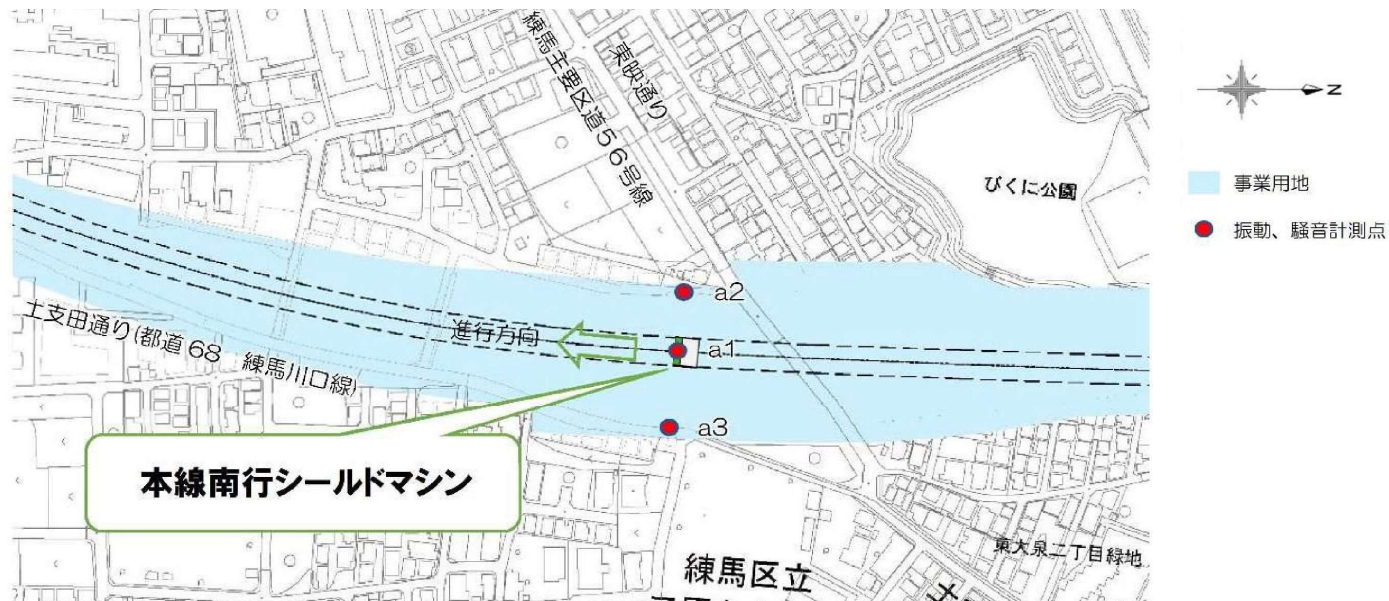 東映通り
練馬主要区道56号線
びくに公園
Z
事業用地
振動、騒音計測点
a2
進行方向
a1
土支田通り(都道68 練馬川口線)
a3
本線南行シールドマシン
東大泉二丁目緑地
練馬区立